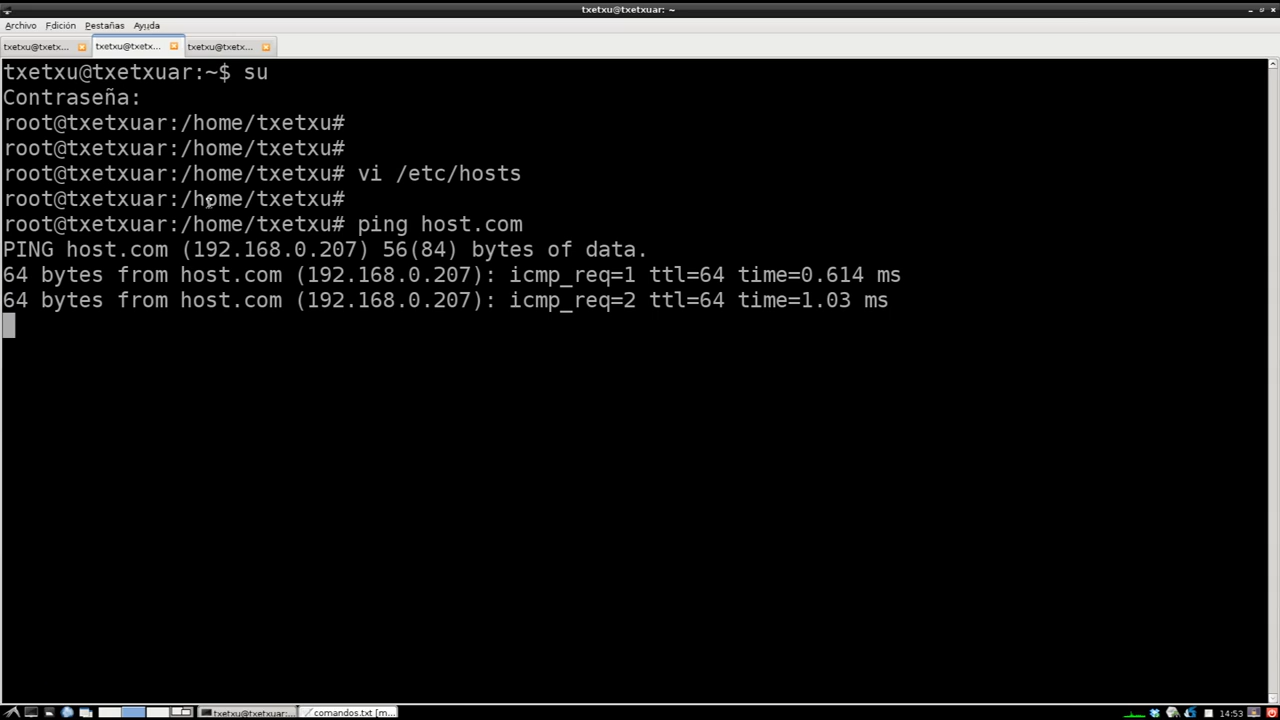 txetxu@txetxuar: ~
Archivo Edición Pestañas Ayuda
txetxu@txetx... txetxu@txetx... txetxu@txetx...
txetxu@txetxuar:~$ su
Contraseña:
root@txetxuar:/home/txetxu#
root@txetxuar:/home/txetxu#
root@txetxuar:/home/txetxu# vi /etc/hosts
root@txetxuar:/home/txetxu#
root@txetxuar:/home/txetxu# ping host.com
PING host.com (192.168.0.207) 56(84) bytes of data.
64 bytes from host.com (192.168.0.207): icmp_req=1 ttl=64 time=0.614 ms
64 bytes from host.com (192.168.0.207): icmp_req=2 ttl=64 time=1.03 ms
txetxu@txetxuar:... comandos.txt [m... 14:53